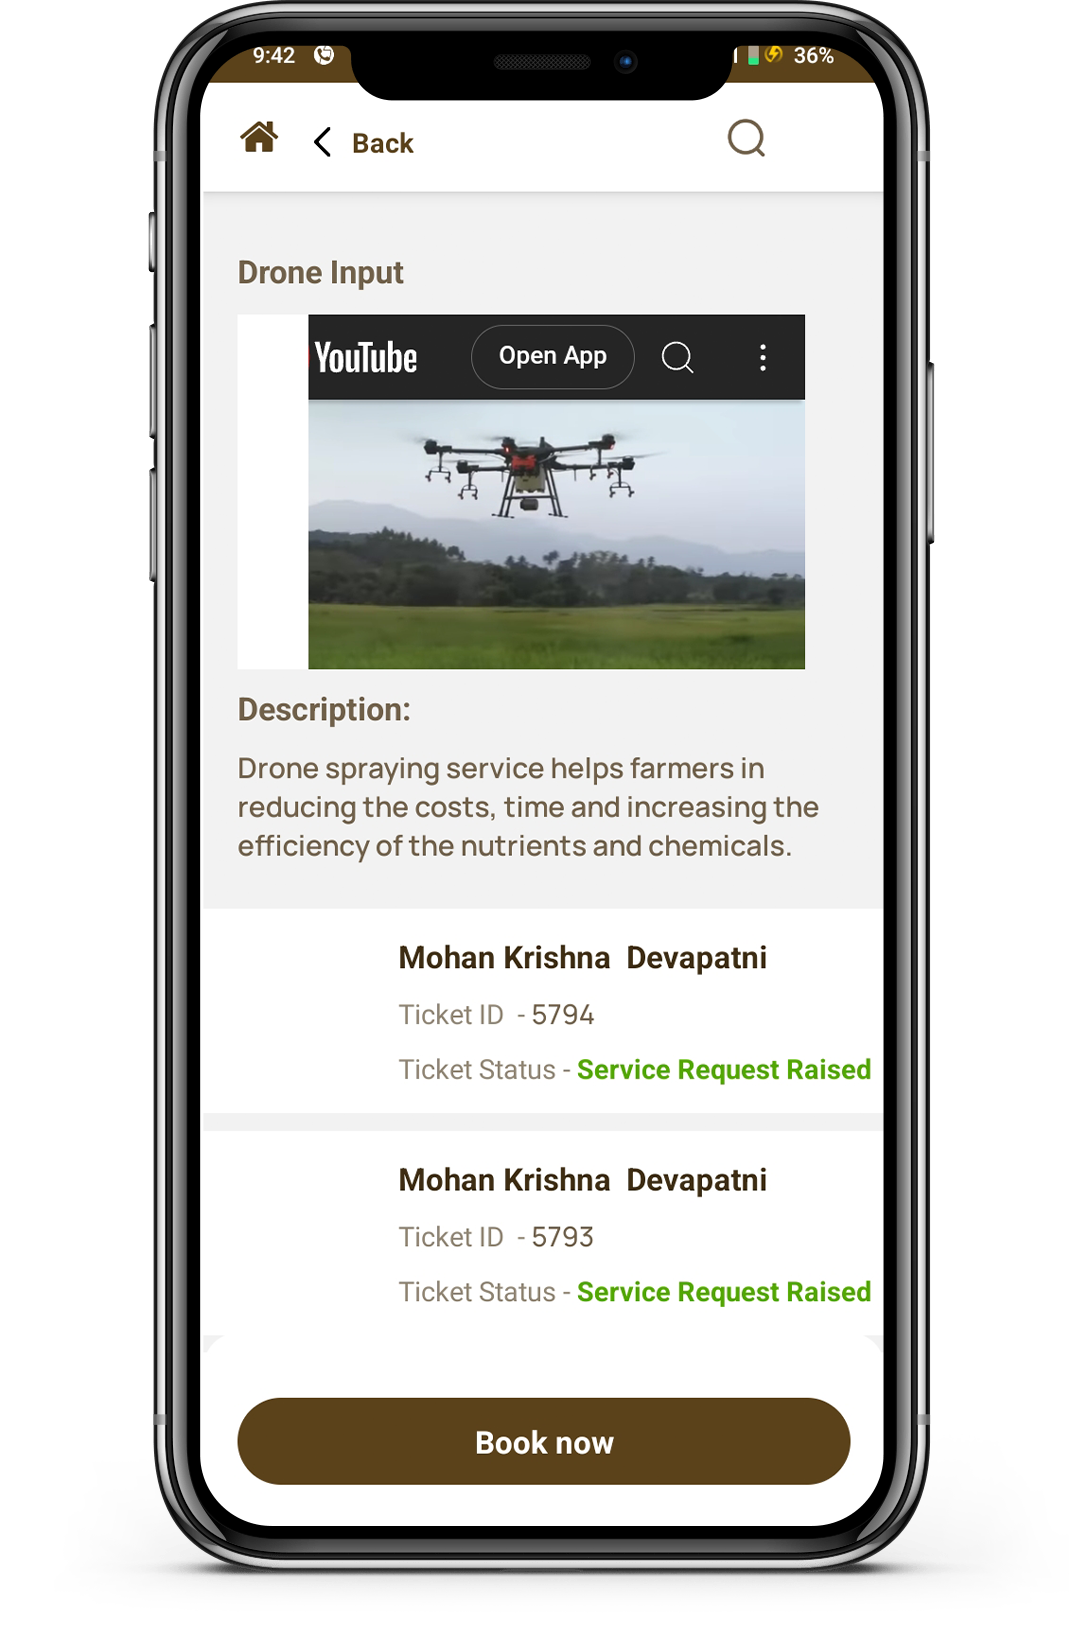 9:42
36%
Back
Drone Input
YouTube
Open App
Description:
Drone spraying service helps farmers in
reducing the costs, time and increasing the
efficiency of the nutrients and chemicals.
Mohan Krishna  Devapatni
Ticket ID  - 5794
Ticket Status - Service Request Raised
Mohan Krishna  Devapatni
Ticket ID  - 5793
Ticket Status - Service Request Raised
Book now